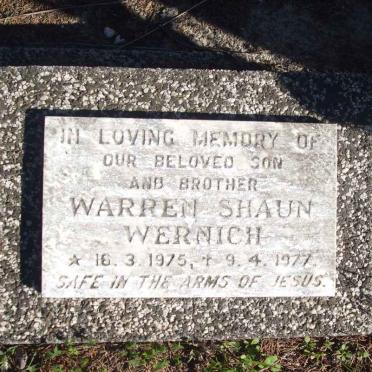 IN LOVING MEMORY OF
OUR BELOVED SON
AND BROTHER
WARREN SHAUN
WERNICH
★ 18. 3. 1975, ✝ 9. 4. 1977.
SAFE IN THE ARMS OF JESUS.